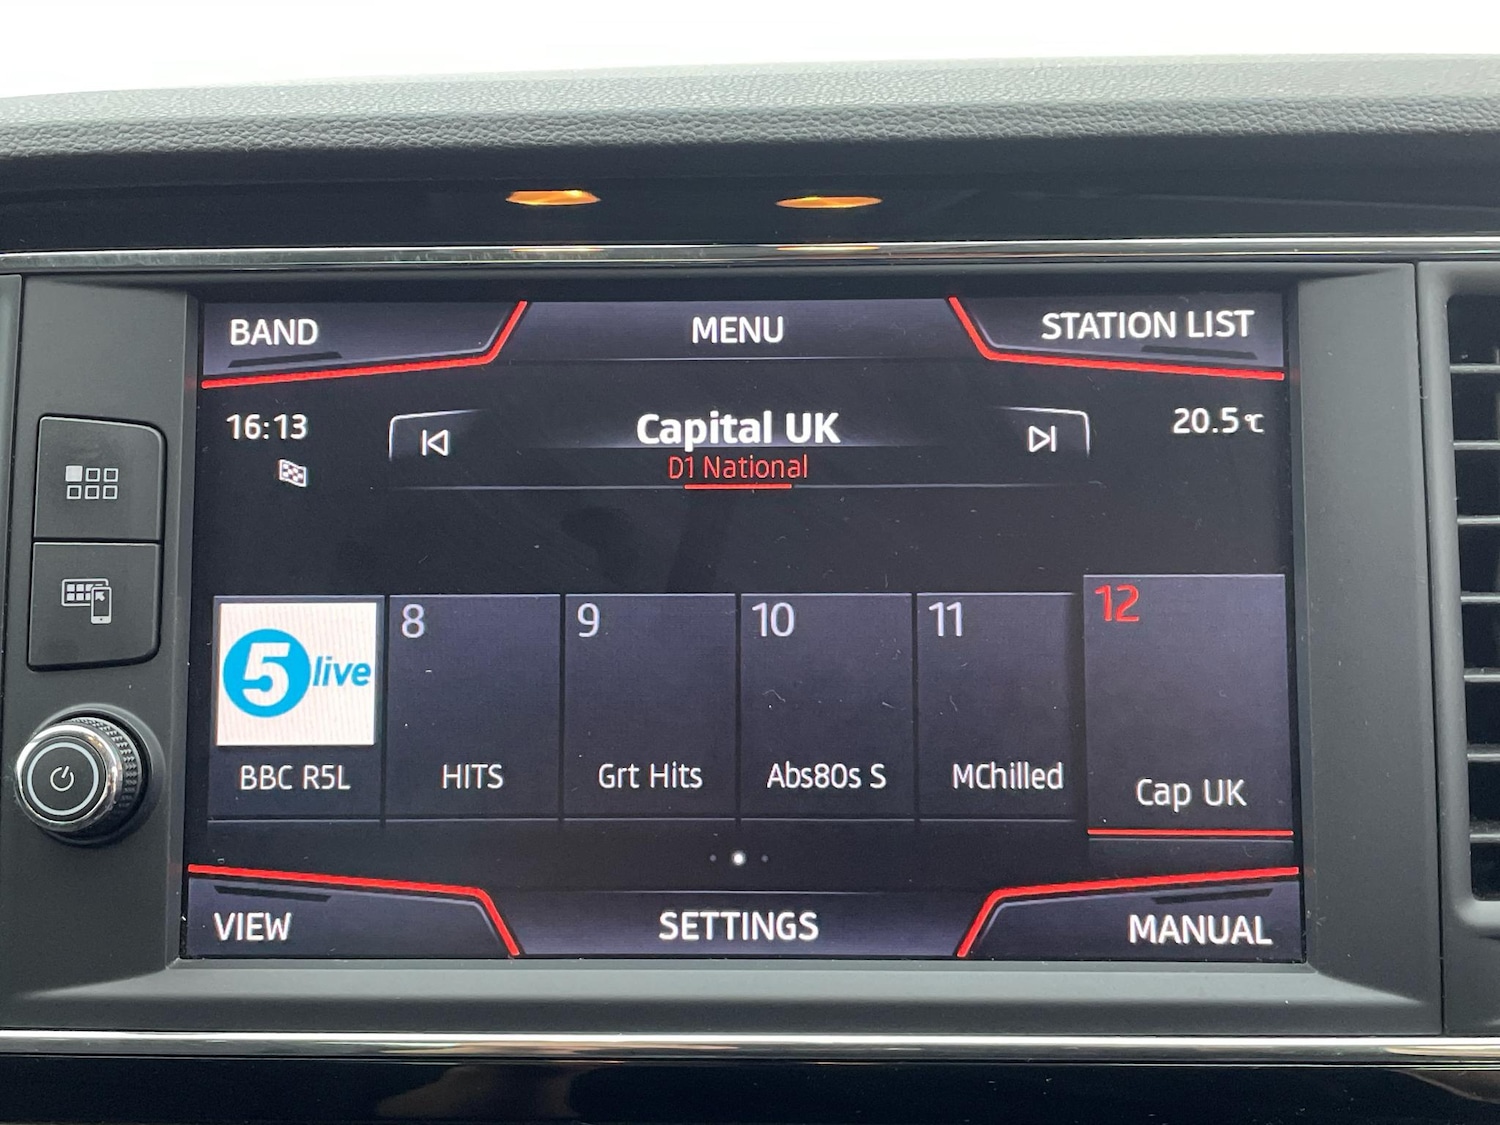 BAND
MENU
STATION LIST
16:13
Capital UK
20.5°C
D1 National
5 live
8
9
10
11
12
BBC R5L
HITS
Grt Hits
Abs80s S
MChilled
Cap UK
VIEW
SETTINGS
MANUAL